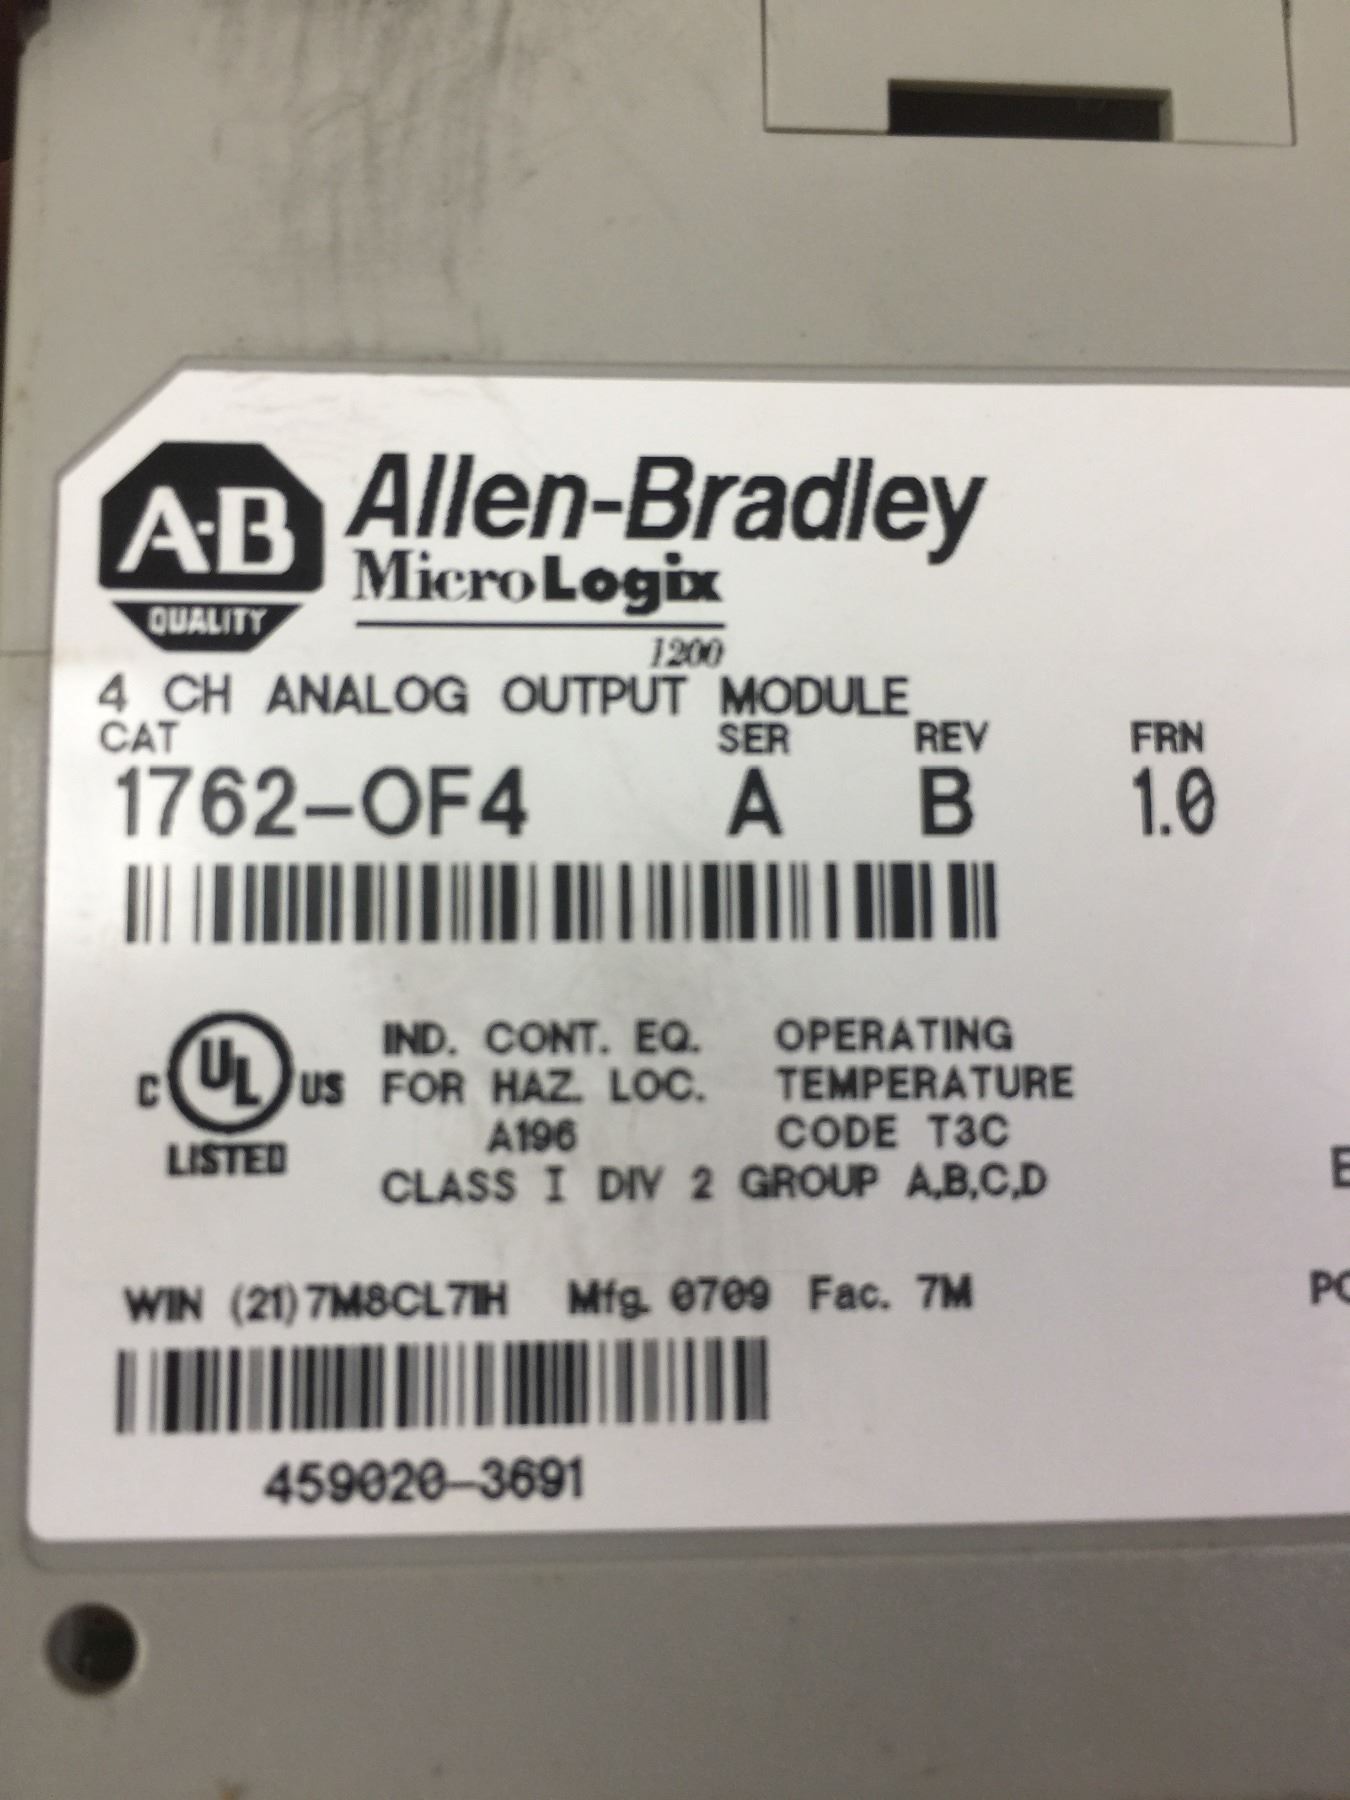 A-B
QUALITY
Allen-Bradley
MicroLogix
1200
4 CH ANALOG OUTPUT MODULE
CAT SER REV FRN
1762-OF4 A B 1.0
C UL US
LISTED
IND. CONT. EQ.
FOR HAZ. LOC.
A196
OPERATING
TEMPERATURE
CODE T3C
CLASS I DIV 2 GROUP A,B,C,D
WIN (21) Mfg. 0709 Fac. 7M
PO
459020-3691